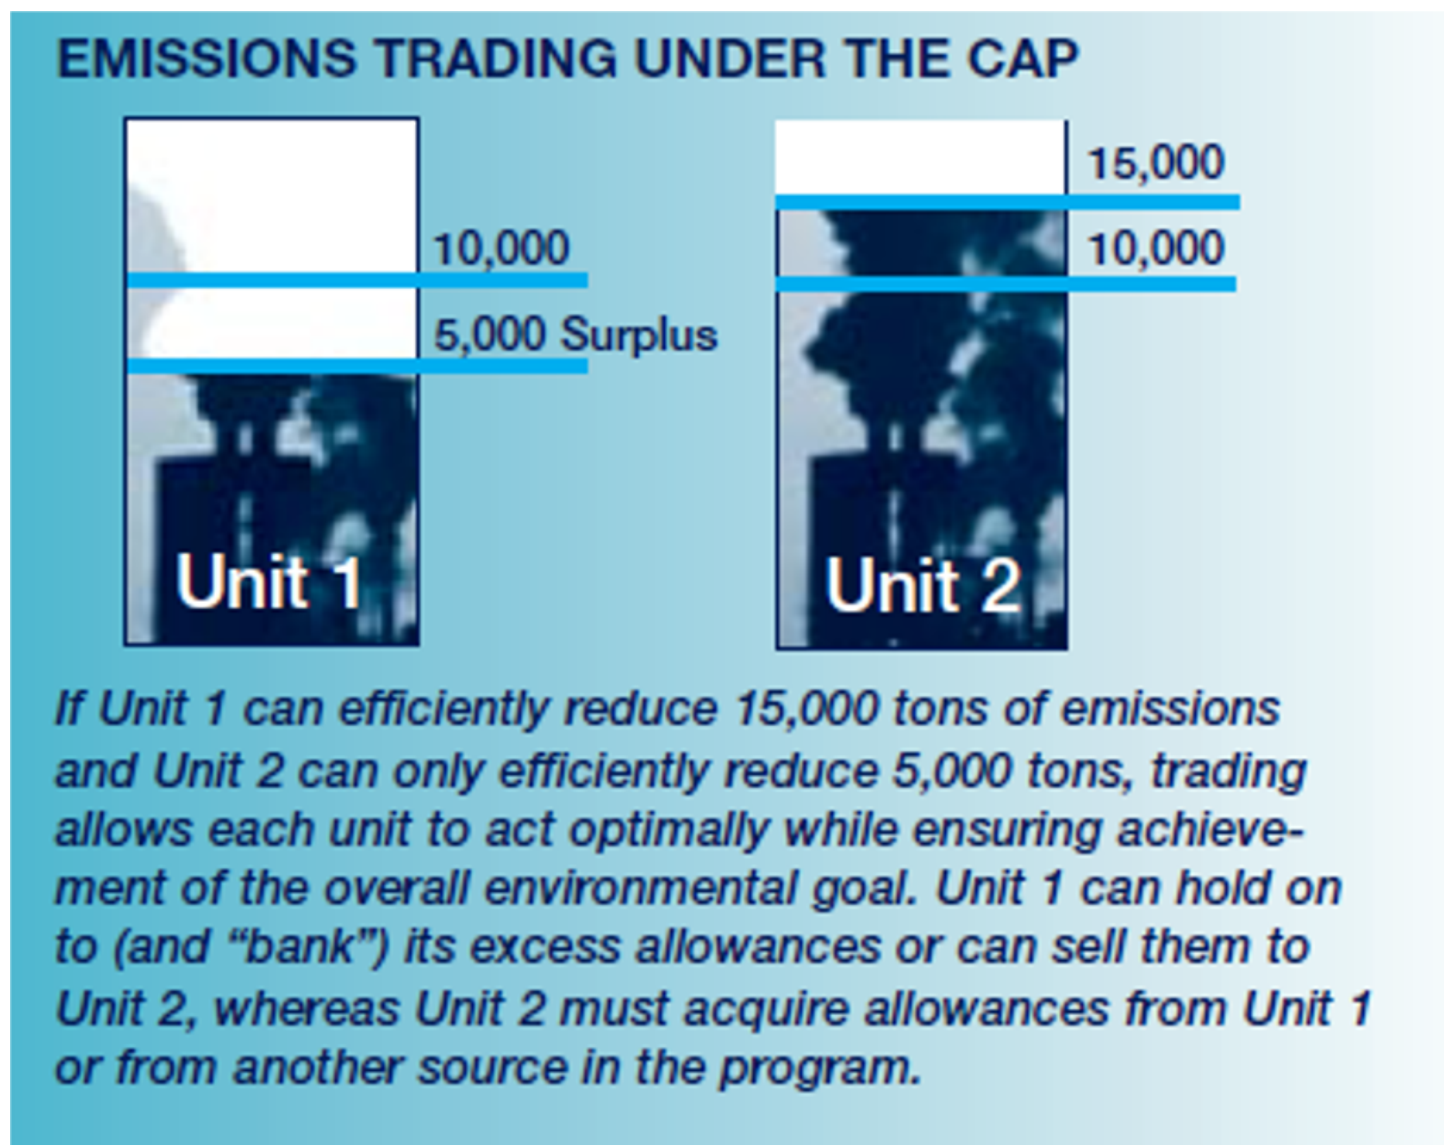 EMISSIONS TRADING UNDER THE CAP
10,000
5,000 Surplus
Unit 1
15,000
10,000
Unit 2
If Unit 1 can efficiently reduce 15,000 tons of emissions
and Unit 2 can only efficiently reduce 5,000 tons, trading
allows each unit to act optimally while ensuring achieve-
ment of the overall environmental goal. Unit 1 can hold on
to (and “bank”) its excess allowances or can sell them to
Unit 2, whereas Unit 2 must acquire allowances from Unit 1
or from another source in the program.